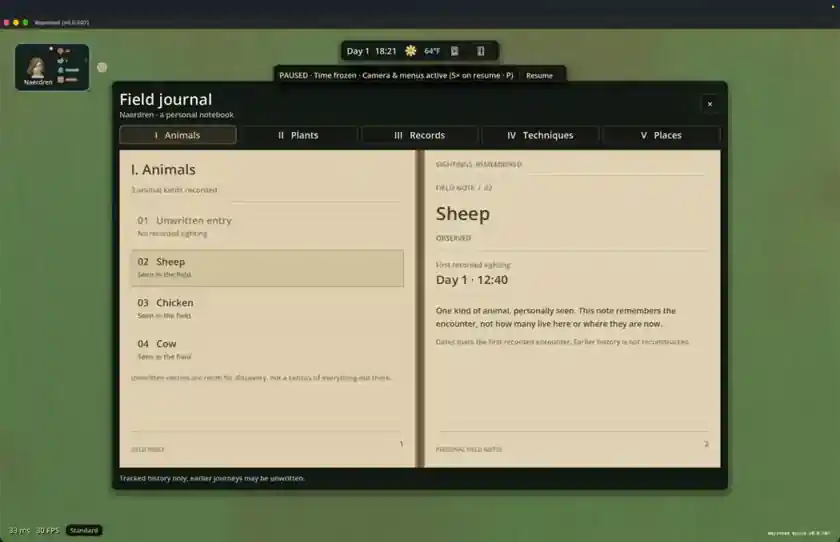 Day 1 18:21 64°F
Naerdren
PAUSED · Time frozen · Camera & menus active (5× on resume · P) Resume
Field journal
Naerdren · a personal notebook
×
I Animals
II Plants
III Records
IV Techniques
V Places
I. Animals
3 animal kinds recorded
01 Unwritten entry
No recorded sighting
02 Sheep
Seen in the field
03 Chicken
Seen in the field
04 Cow
Seen in the field
Unwritten entries are room for discovery, not a census of everything out there.
FIELD INDEX
1
SIGHTINGS, REMEMBERED
FIELD NOTE / 02
Sheep
OBSERVED
First recorded sighting
Day 1 · 12:40
One kind of animal, personally seen. This note remembers the
encounter, not how many live here or where they are now.
Dates mark the first recorded encounter. Earlier history is not reconstructed.
PERSONAL FIELD NOTES
2
Tracked history only; earlier journeys may be unwritten.
33 ms 30 FPS Standard